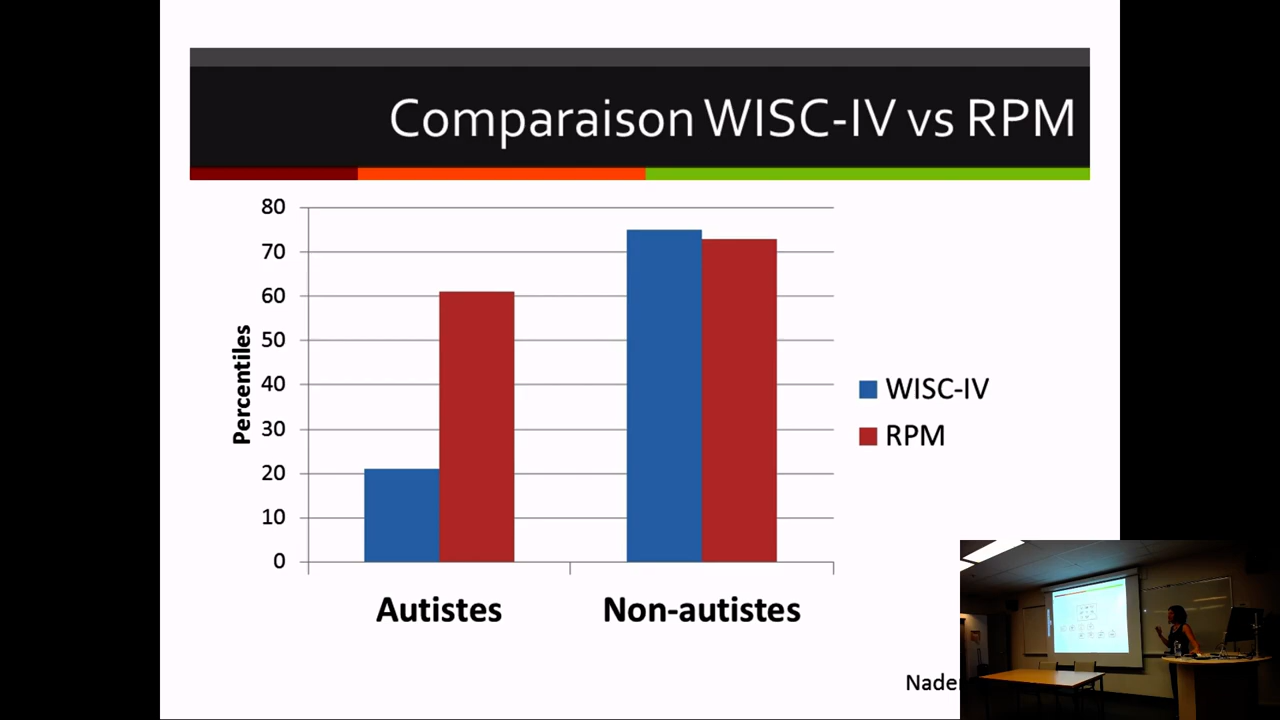 Comparaison WISC-IV vs RPM
80
70
60
50
40
30
20
10
0
Percentiles
WISC-IV
RPM
Autistes
Non-autistes